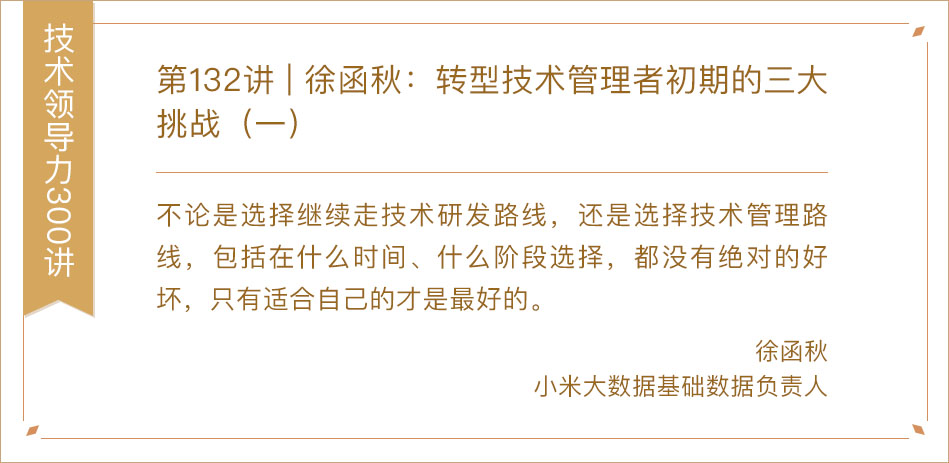 技术领导力300讲
第132讲 | 徐函秋：转型技术管理者初期的三大
挑战（一）
不论是选择继续走技术研发路线，还是选择技术管理路
线，包括在什么时间、什么阶段选择，都没有绝对的好
坏，只有适合自己的才是最好的。
徐函秋
小米大数据基础数据负责人